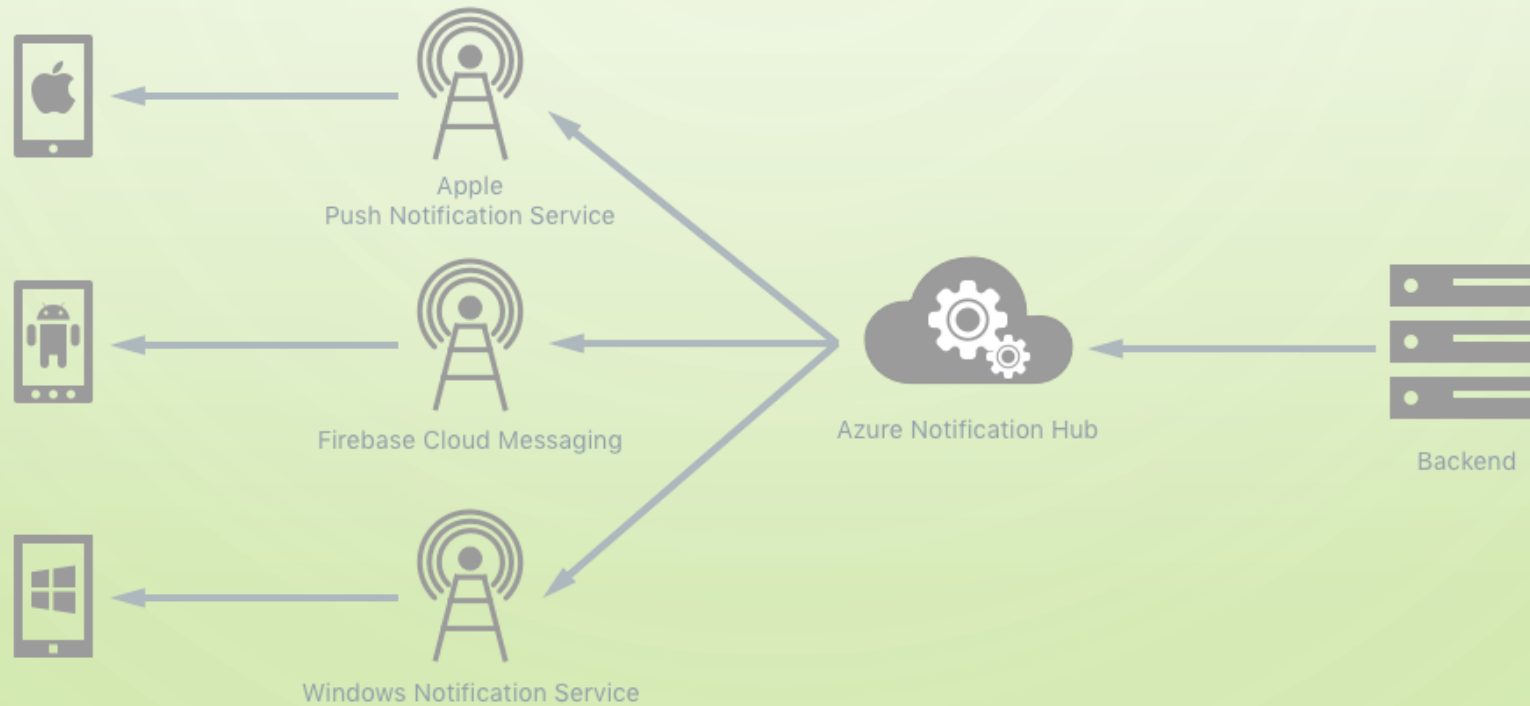 Apple
Push Notification Service
Firebase Cloud Messaging
Azure Notification Hub
Backend
Windows Notification Service